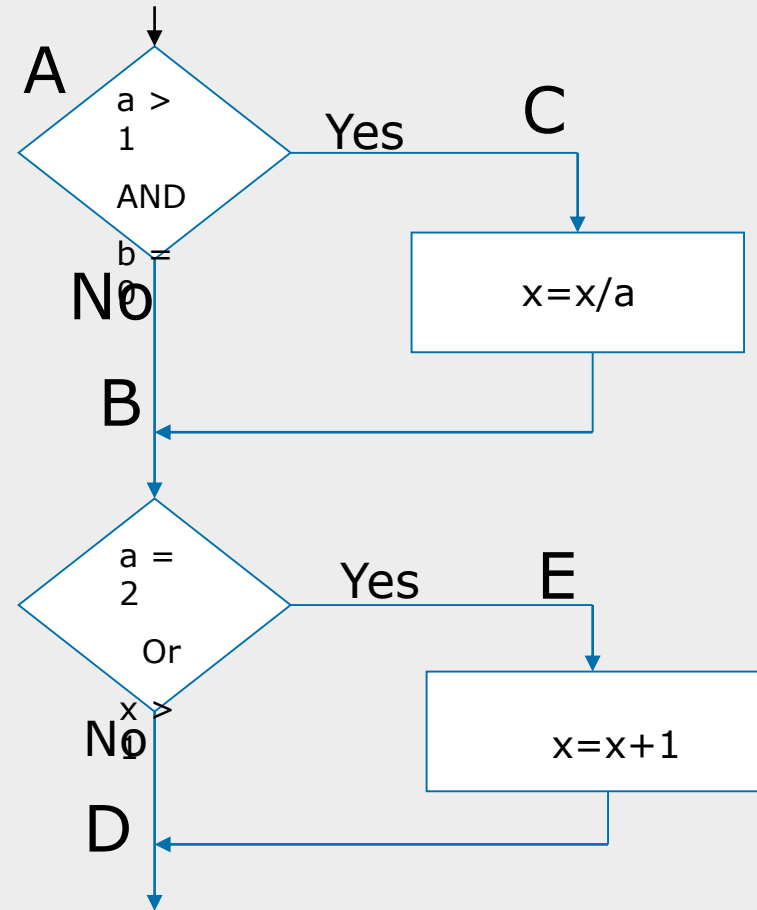 A
a >
1
AND
b =
0
Yes
C
No
x=x/a
B
a =
2
Or
x >
1
Yes
E
No
x=x+1
D